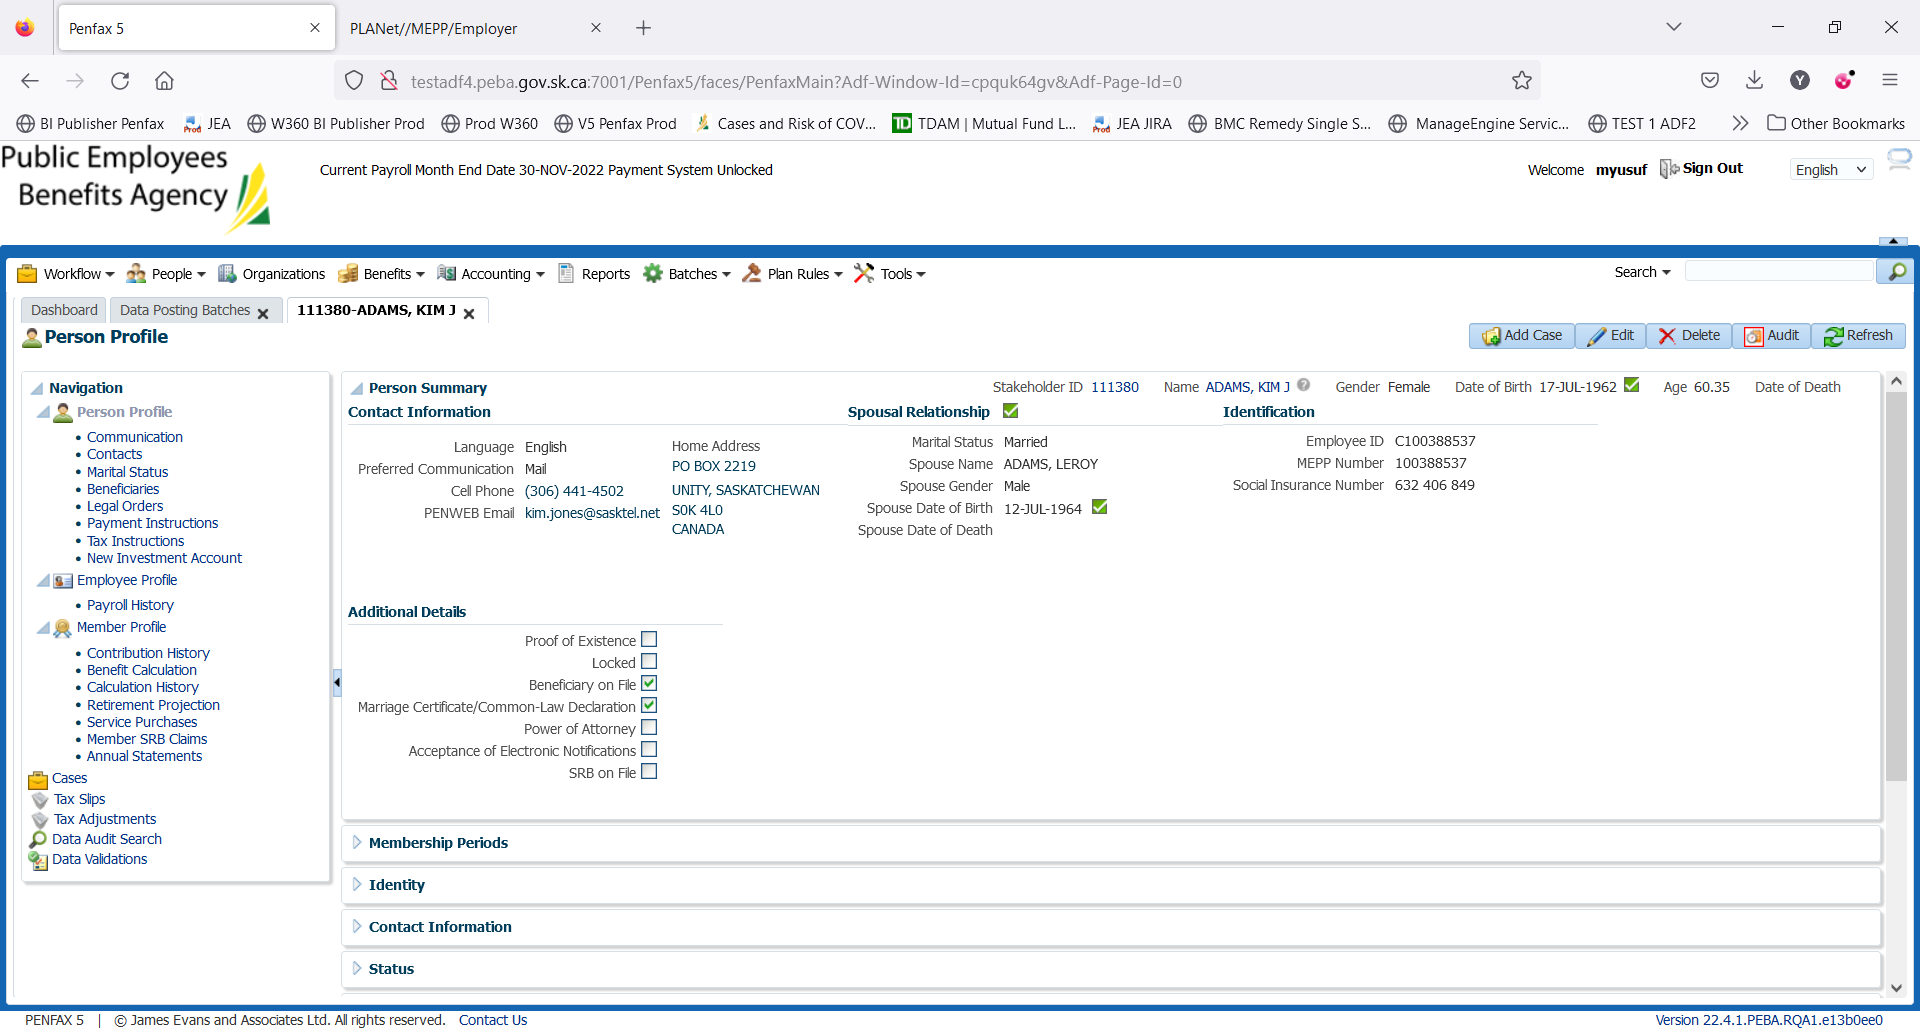 Penfax 5
PLANet//MEPP/Employer
testadf4.peba.gov.sk.ca:7001/Penfax5/faces/PenfaxMain?Adf-Window-Id=cpquk64gv&Adf-Page-Id=0
BI Publisher Penfax JEA W360 BI Publisher Prod Prod W360 V5 Penfax Prod Cases and Risk of COV... TDAM | Mutual Fund L... JEA JIRA BMC Remedy Single S... ManageEngine Servic... TEST 1 ADF2 Other Bookmarks
Public Employees
Benefits Agency
Current Payroll Month End Date 30-NOV-2022 Payment System Unlocked
Welcome myusuf Sign Out English
Workflow People Organizations Benefits Accounting Reports Batches Plan Rules Tools Search
Dashboard Data Posting Batches 111380-ADAMS, KIM J
Person Profile
Add Case Edit Delete Audit Refresh
Navigation
Person Profile
Communication
Contacts
Marital Status
Beneficiaries
Legal Orders
Payment Instructions
Tax Instructions
New Investment Account
Employee Profile
Payroll History
Member Profile
Contribution History
Benefit Calculation
Calculation History
Retirement Projection
Service Purchases
Member SRB Claims
Annual Statements
Cases
Tax Slips
Tax Adjustments
Data Audit Search
Data Validations
Person Summary Stakeholder ID 111380 Name ADAMS, KIM J Gender Female Date of Birth 17-JUL-1962 Age 60.35 Date of Death
Contact Information
Language English
Preferred Communication Mail
Cell Phone (306) 441-4502
PENWEB Email kim.jones@sasktel.net
Home Address
PO BOX 2219
UNITY, SASKATCHEWAN
S0K 4L0
CANADA
Spousal Relationship
Marital Status Married
Spouse Name ADAMS, LEROY
Spouse Gender Male
Spouse Date of Birth 12-JUL-1964
Spouse Date of Death
Identification
Employee ID C100388537
MEPP Number 100388537
Social Insurance Number 632 406 849
Additional Details
Proof of Existence
Locked
Beneficiary on File
Marriage Certificate/Common-Law Declaration
Power of Attorney
Acceptance of Electronic Notifications
SRB on File
Membership Periods
Identity
Contact Information
Status
PENFAX 5 | © James Evans and Associates Ltd. All rights reserved. Contact Us
Version 22.4.1.PEBA.RQA1.e13b0ee0